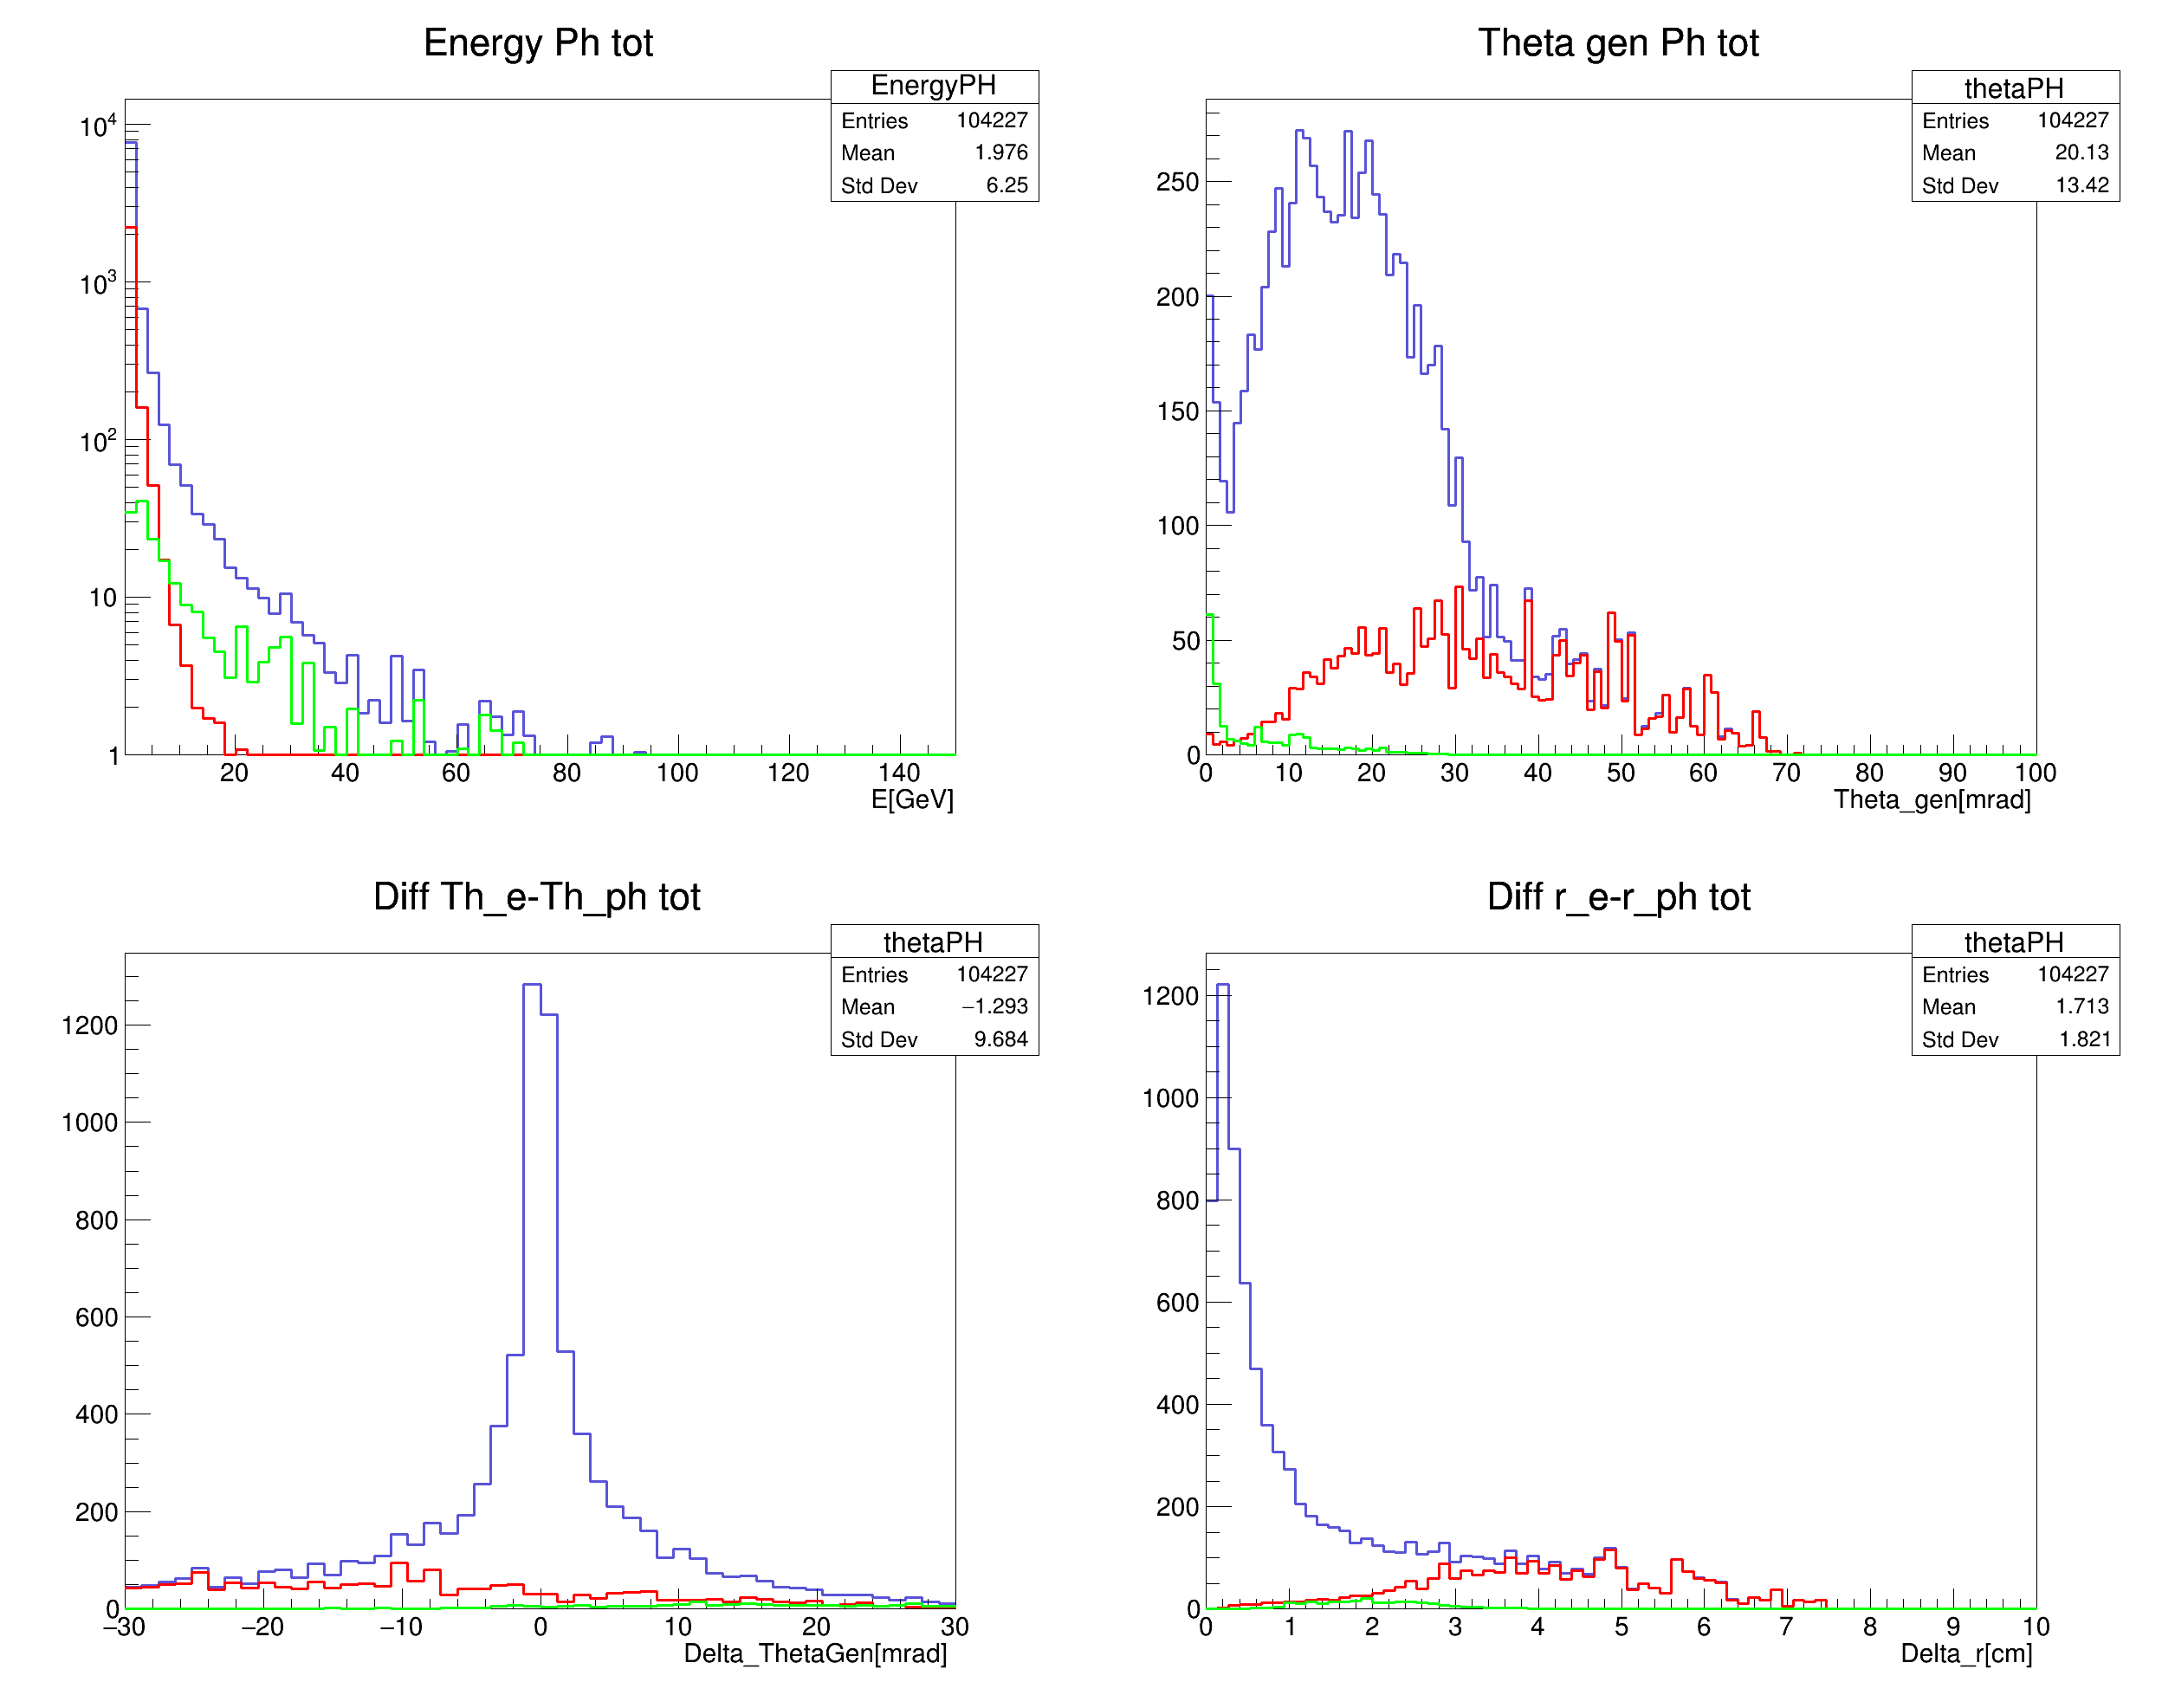 Energy Ph tot
EnergyPH
Entries 104227
Mean 1.976
Std Dev 6.25
10^4
10^3
10^2
10
1
20 40 60 80 100 120 140
E[GeV]
Theta gen Ph tot
thetaPH
Entries 104227
Mean 20.13
Std Dev 13.42
250
200
150
100
50
0
0 10 20 30 40 50 60 70 80 90 100
Theta_gen[mrad]
Diff Th_e-Th_ph tot
thetaPH
Entries 104227
Mean −1.293
Std Dev 9.684
1200
1000
800
600
400
200
0
−30 −20 −10 0 10 20 30
Delta_ThetaGen[mrad]
Diff r_e-r_ph tot
thetaPH
Entries 104227
Mean 1.713
Std Dev 1.821
1200
1000
800
600
400
200
0
0 1 2 3 4 5 6 7 8 9 10
Delta_r[cm]